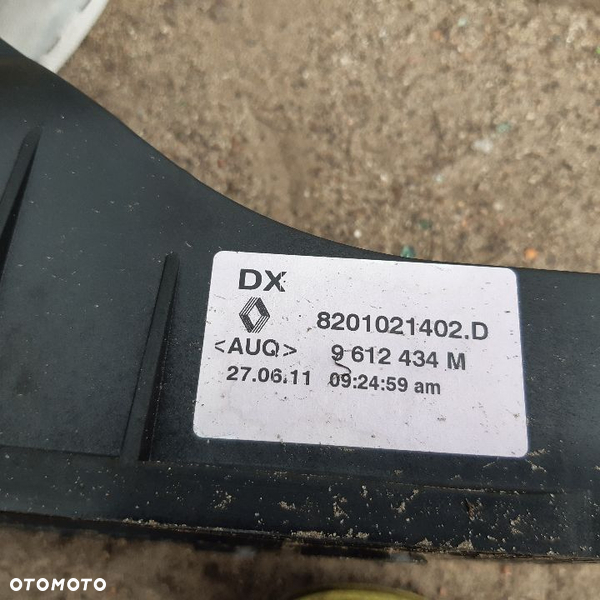 DX
8201021402.D
<AUQ> 9 612 434 M
27.06.11 09:24:59 am
OTOMOTO